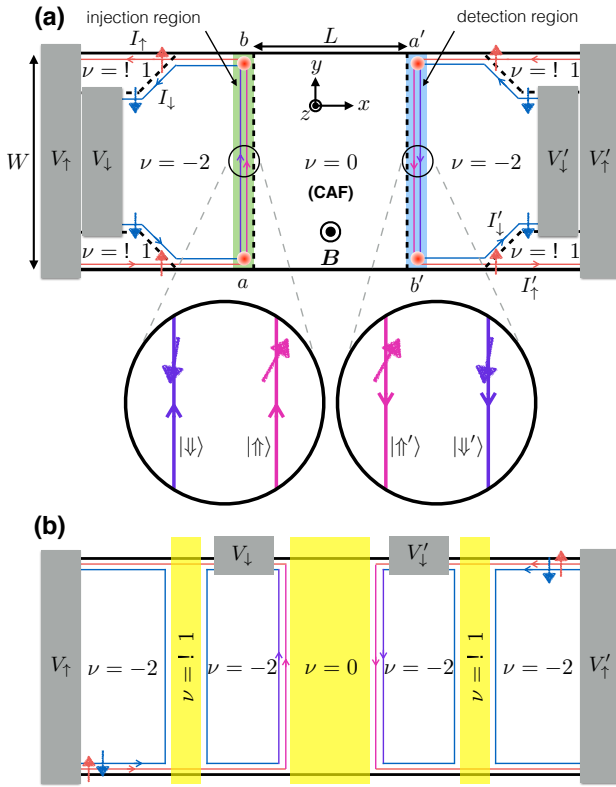 (a)
injection region
detection region
I↑
b
L
a′
ν = ! 1
ν = ! 1
I↓
y
z
x
W
V↑
V↓
ν = −2
ν = 0
ν = −2
V↓′
V↑′
(CAF)
B
I↓′
ν = ! 1
ν = ! 1
a
b′
I↑′
|⇓⟩
|⇑⟩
|⇑′⟩
|⇓′⟩
(b)
V↓
V↓′
V↑
ν = −2
ν = ! 1
ν = −2
ν = 0
ν = −2
ν = ! 1
ν = −2
V↑′